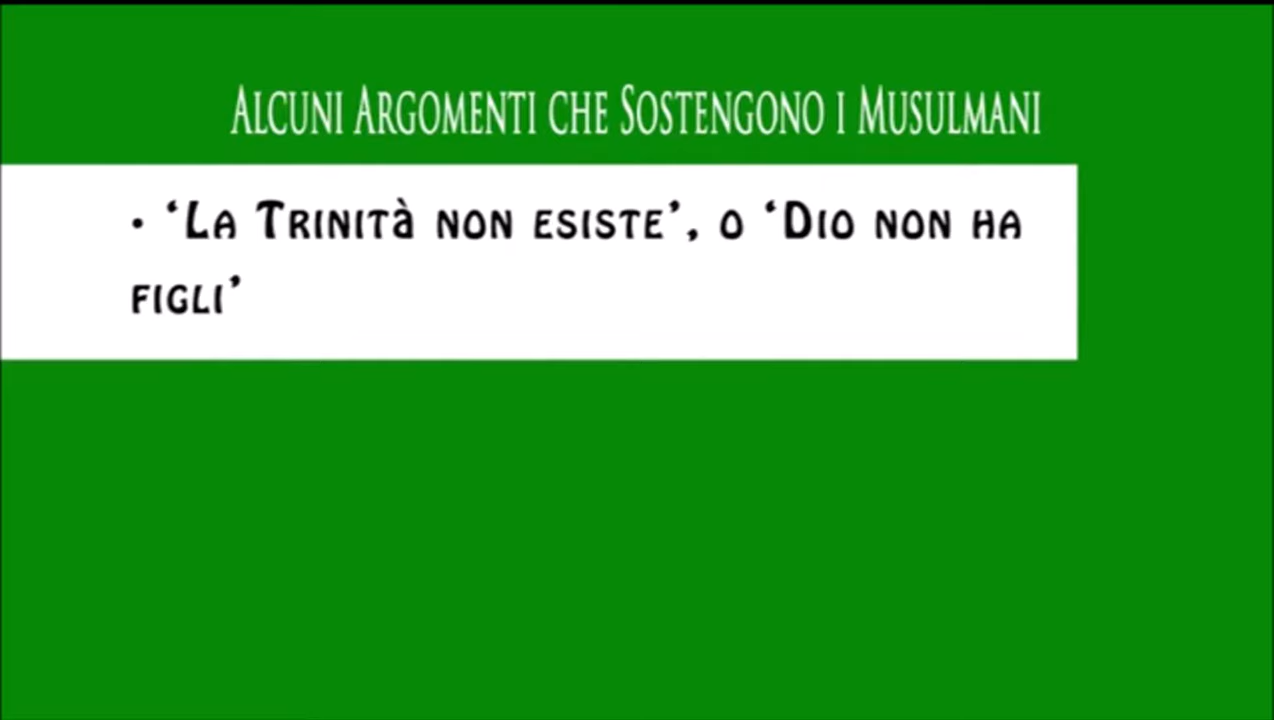 Alcuni Argomenti che Sostengono i Musulmani
• ‘La Trinità non esiste’, o ‘Dio non ha
figli’